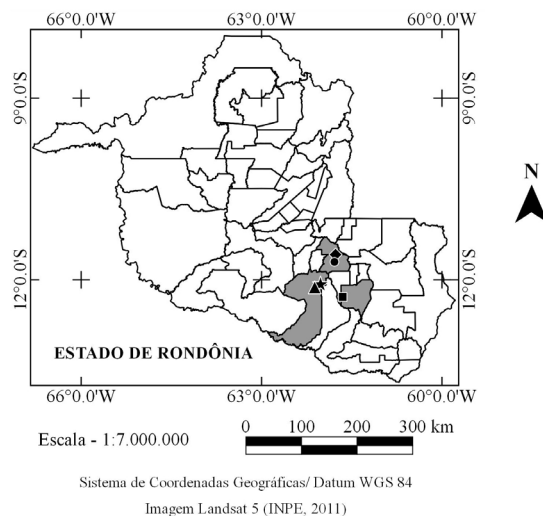 66°0.0'W 63°0.0'W 60°0.0'W
9°0.0'S 9°0.0'S
N
12°0.0'S 12°0.0'S
ESTADO DE RONDÔNIA
66°0.0'W 63°0.0'W 60°0.0'W
Escala - 1:7.000.000
0 100 200 300 km
Sistema de Coordenadas Geográficas/ Datum WGS 84
Imagem Landsat 5 (INPE, 2011)